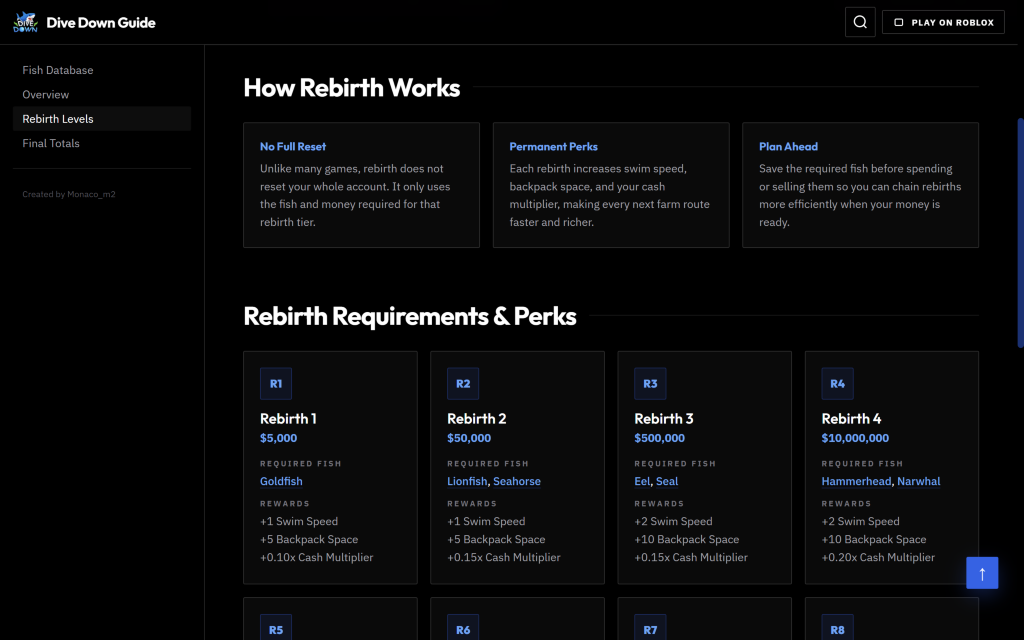 DIVE DOWN
Dive Down Guide
PLAY ON ROBLOX
Fish Database
Overview
Rebirth Levels
Final Totals
Created by Monaco_m2
How Rebirth Works
No Full Reset
Unlike many games, rebirth does not
reset your whole account. It only uses
the fish and money required for that
rebirth tier.
Permanent Perks
Each rebirth increases swim speed,
backpack space, and your cash
multiplier, making every next farm route
faster and richer.
Plan Ahead
Save the required fish before spending
or selling them so you can chain rebirths
more efficiently when your money is
ready.
Rebirth Requirements & Perks
R1
Rebirth 1
$5,000
REQUIRED FISH
Goldfish
REWARDS
+1 Swim Speed
+5 Backpack Space
+0.10x Cash Multiplier
R2
Rebirth 2
$50,000
REQUIRED FISH
Lionfish, Seahorse
REWARDS
+1 Swim Speed
+5 Backpack Space
+0.15x Cash Multiplier
R3
Rebirth 3
$500,000
REQUIRED FISH
Eel, Seal
REWARDS
+2 Swim Speed
+10 Backpack Space
+0.15x Cash Multiplier
R4
Rebirth 4
$10,000,000
REQUIRED FISH
Hammerhead, Narwhal
REWARDS
+2 Swim Speed
+10 Backpack Space
+0.20x Cash Multiplier
↑
R5
R6
R7
R8